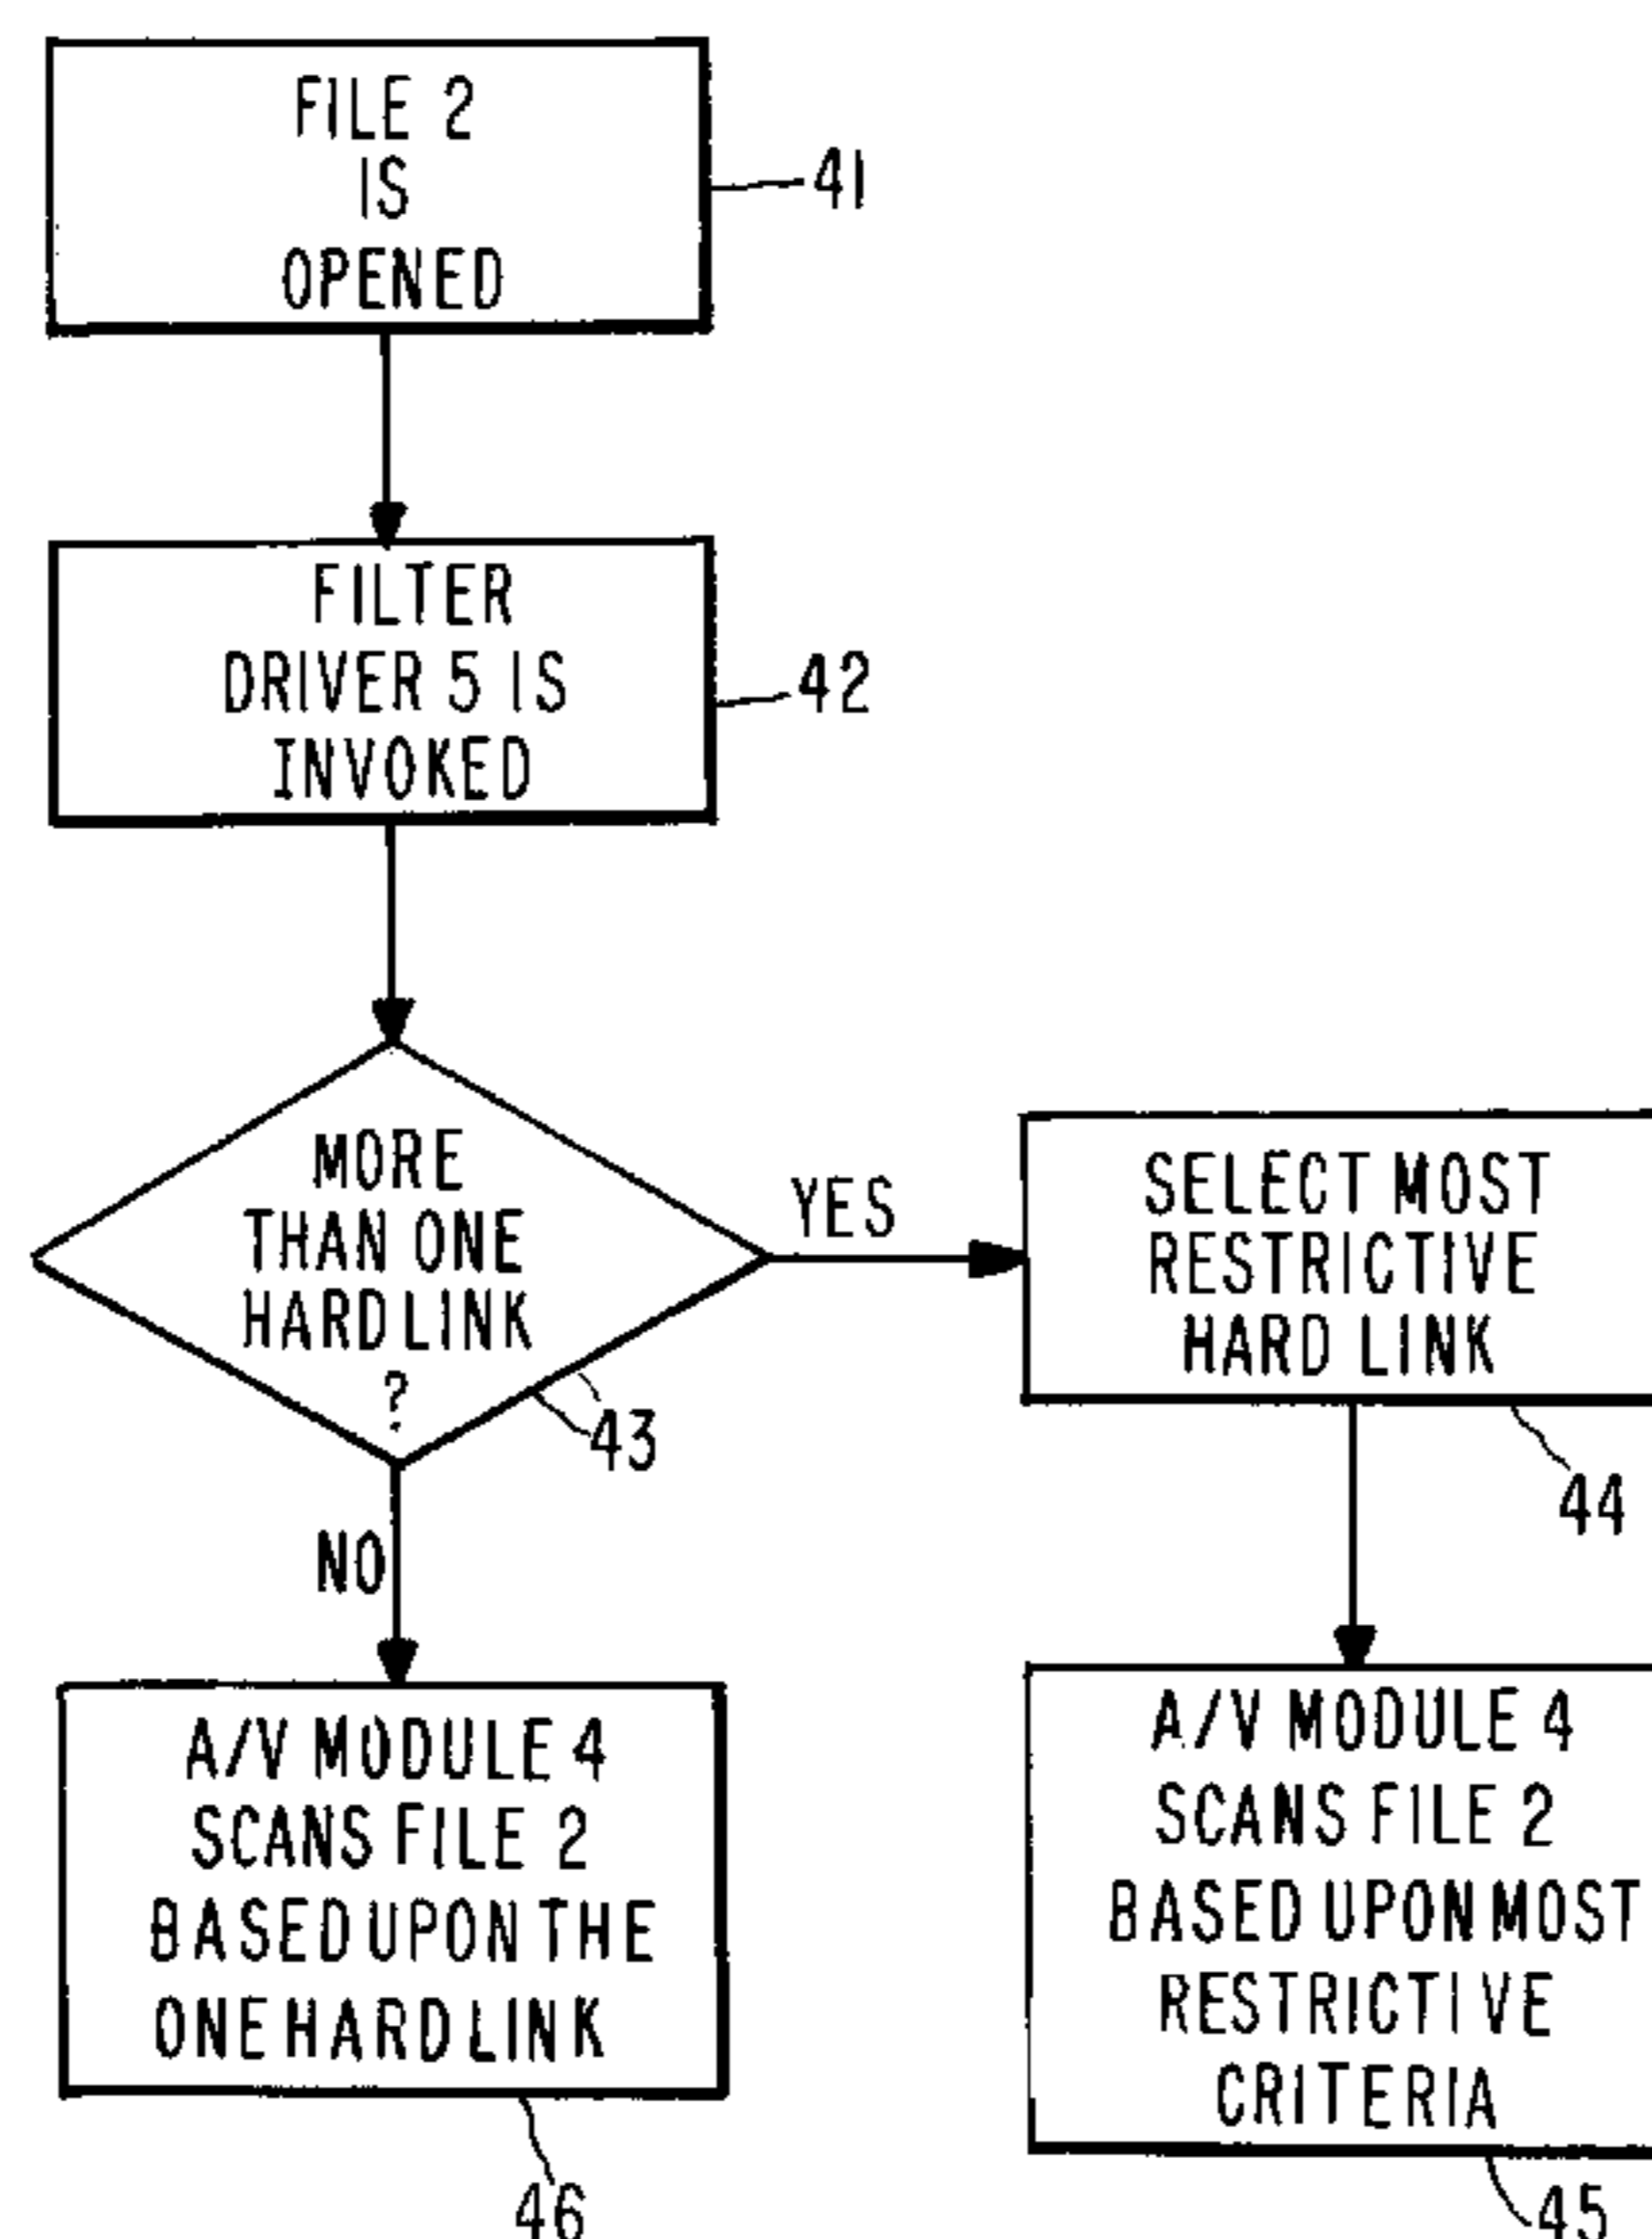 FILE 2
IS
OPENED
41
FILTER
DRIVER 5 IS
INVOKED
42
MORE
THAN ONE
HARD LINK
?
43
YES
SELECT MOST
RESTRICTIVE
HARD LINK
44
NO
A/V MODULE 4
SCANS FILE 2
BASED UPON THE
ONE HARD LINK
46
A/V MODULE 4
SCANS FILE 2
BASED UPON MOST
RESTRICTIVE
CRITERIA
45